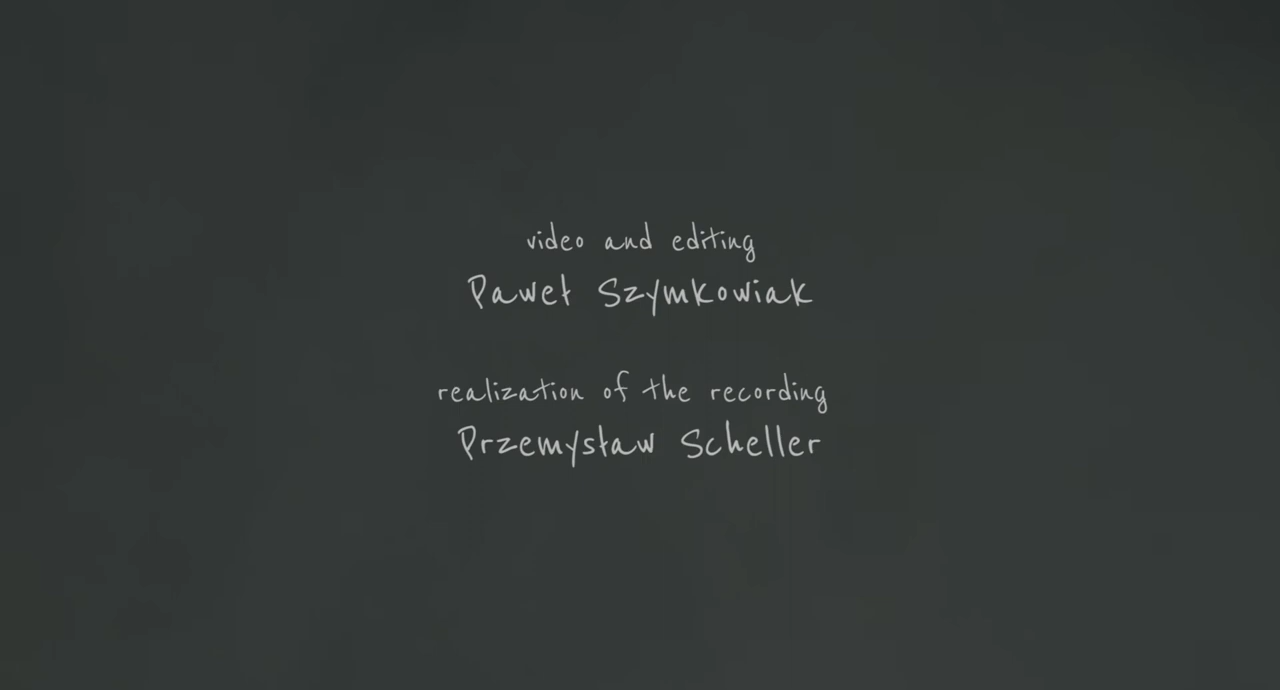 video and editing
Paweł Szymkowiak
realization of the recording
Przemysław Scheller